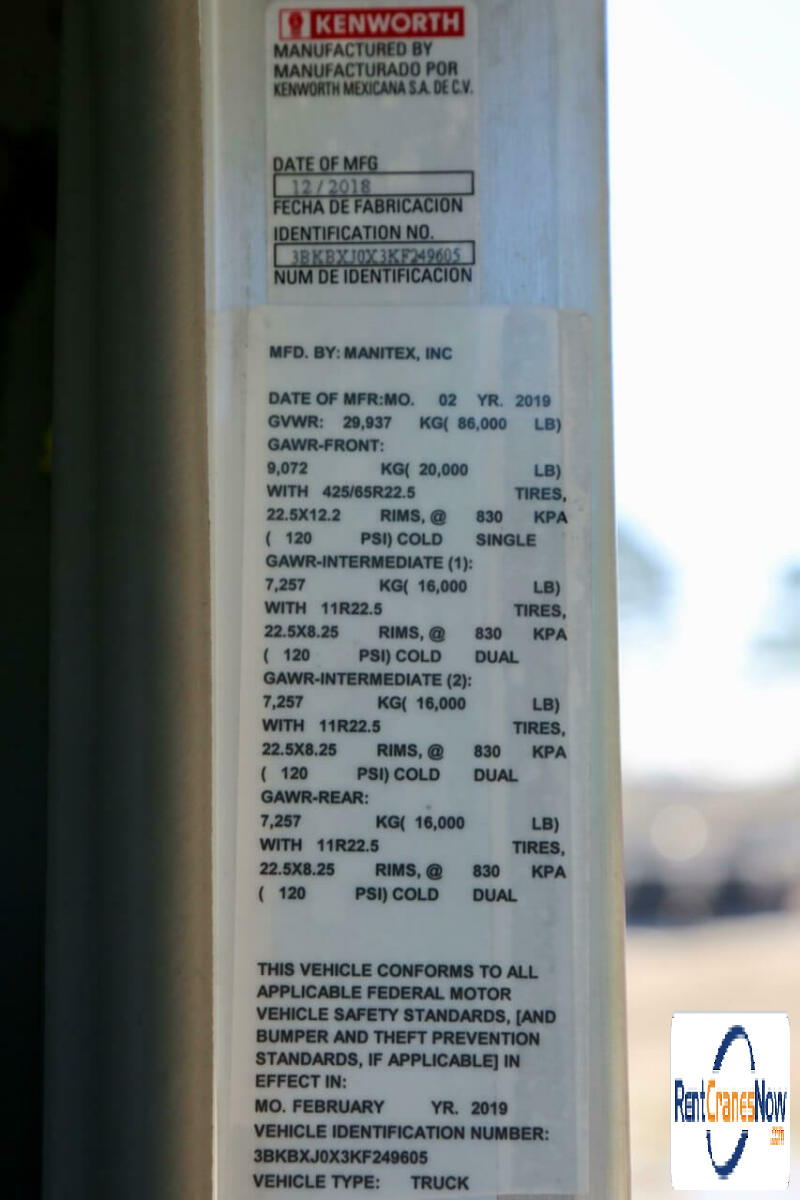 KENWORTH
MANUFACTURED BY
MANUFACTURADO POR
KENWORTH MEXICANA S.A. DE C.V.
DATE OF MFG
12/2018
FECHA DE FABRICACION
IDENTIFICATION NO.
3BKBXJ0X3KF249605
NUM DE IDENTIFICACION
MFD. BY: MANITEX, INC
DATE OF MFR:MO. 02 YR. 2019
GVWR: 29,937 KG( 86,000 LB)
GAWR-FRONT:
9,072 KG( 20,000 LB)
WITH 425/65R22.5 TIRES,
22.5X12.2 RIMS, @ 830 KPA
( 120 PSI) COLD SINGLE
GAWR-INTERMEDIATE (1):
7,257 KG( 16,000 LB)
WITH 11R22.5 TIRES,
22.5X8.25 RIMS, @ 830 KPA
( 120 PSI) COLD DUAL
GAWR-INTERMEDIATE (2):
7,257 KG( 16,000 LB)
WITH 11R22.5 TIRES,
22.5X8.25 RIMS, @ 830 KPA
( 120 PSI) COLD DUAL
GAWR-REAR:
7,257 KG( 16,000 LB)
WITH 11R22.5 TIRES,
22.5X8.25 RIMS, @ 830 KPA
( 120 PSI) COLD DUAL
THIS VEHICLE CONFORMS TO ALL
APPLICABLE FEDERAL MOTOR
VEHICLE SAFETY STANDARDS, [AND
BUMPER AND THEFT PREVENTION
STANDARDS, IF APPLICABLE] IN
EFFECT IN:
MO. FEBRUARY YR. 2019
VEHICLE IDENTIFICATION NUMBER:
3BKBXJ0X3KF249605
VEHICLE TYPE: TRUCK
RentCranesNow
.com